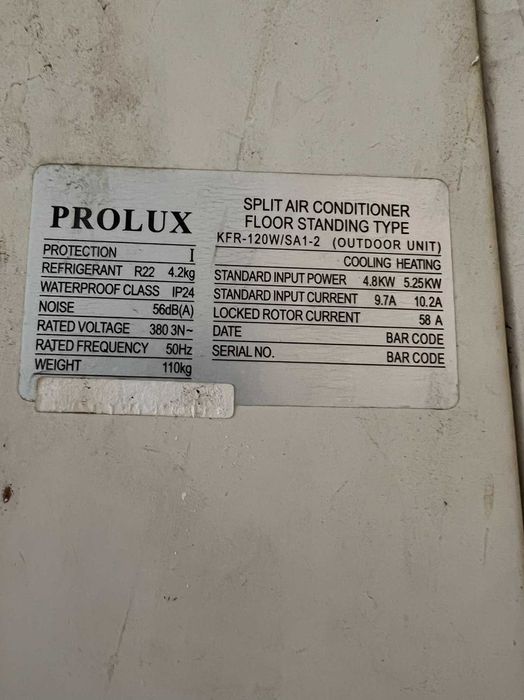 PROLUX
PROTECTION I
REFRIGERANT R22 4.2kg
WATERPROOF CLASS IP24
NOISE 56dB(A)
RATED VOLTAGE 380 3N~
RATED FREQUENCY 50Hz
WEIGHT 110kg
SPLIT AIR CONDITIONER
FLOOR STANDING TYPE
KFR-120W/SA1-2 (OUTDOOR UNIT)
COOLING HEATING
STANDARD INPUT POWER 4.8KW 5.25KW
STANDARD INPUT CURRENT 9.7A 10.2A
LOCKED ROTOR CURRENT 58 A
DATE BAR CODE
SERIAL NO. BAR CODE